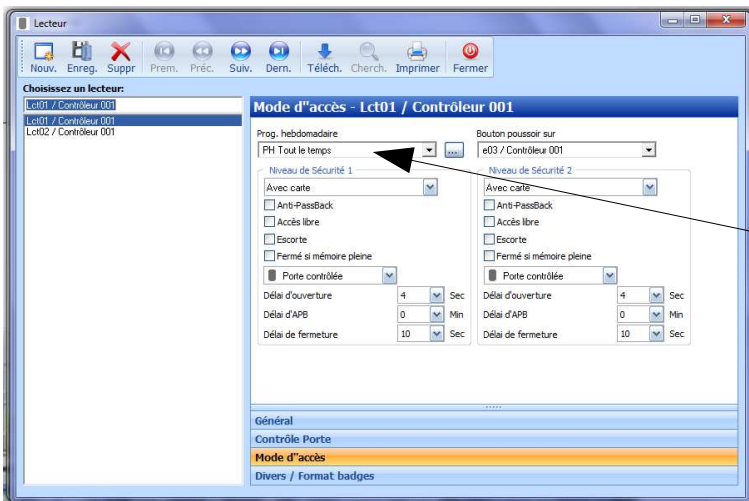 Lecteur
Nouv. Enreg. Suppr Prem. Préc. Suiv. Dern. Téléch. Cherch. Imprimer Fermer
Choisissez un lecteur:
Lct01 / Contrôleur 001
Lct01 / Contrôleur 001
Lct02 / Contrôleur 001
Mode d"accès - Lct01 / Contrôleur 001
Prog. hebdomadaire
PH Tout le temps
...
Bouton poussoir sur
e03 / Contrôleur 001
Niveau de Sécurité 1
Avec carte
Anti-PassBack
Accès libre
Escorte
Fermé si mémoire pleine
Porte contrôlée
Délai d'ouverture 4 Sec
Délai d'APB 0 Min
Délai de fermeture 10 Sec
Niveau de Sécurité 2
Avec carte
Anti-PassBack
Accès libre
Escorte
Fermé si mémoire pleine
Porte contrôlée
Délai d'ouverture 4 Sec
Délai d'APB 0 Min
Délai de fermeture 10 Sec
Général
Contrôle Porte
Mode d"accès
Divers / Format badges